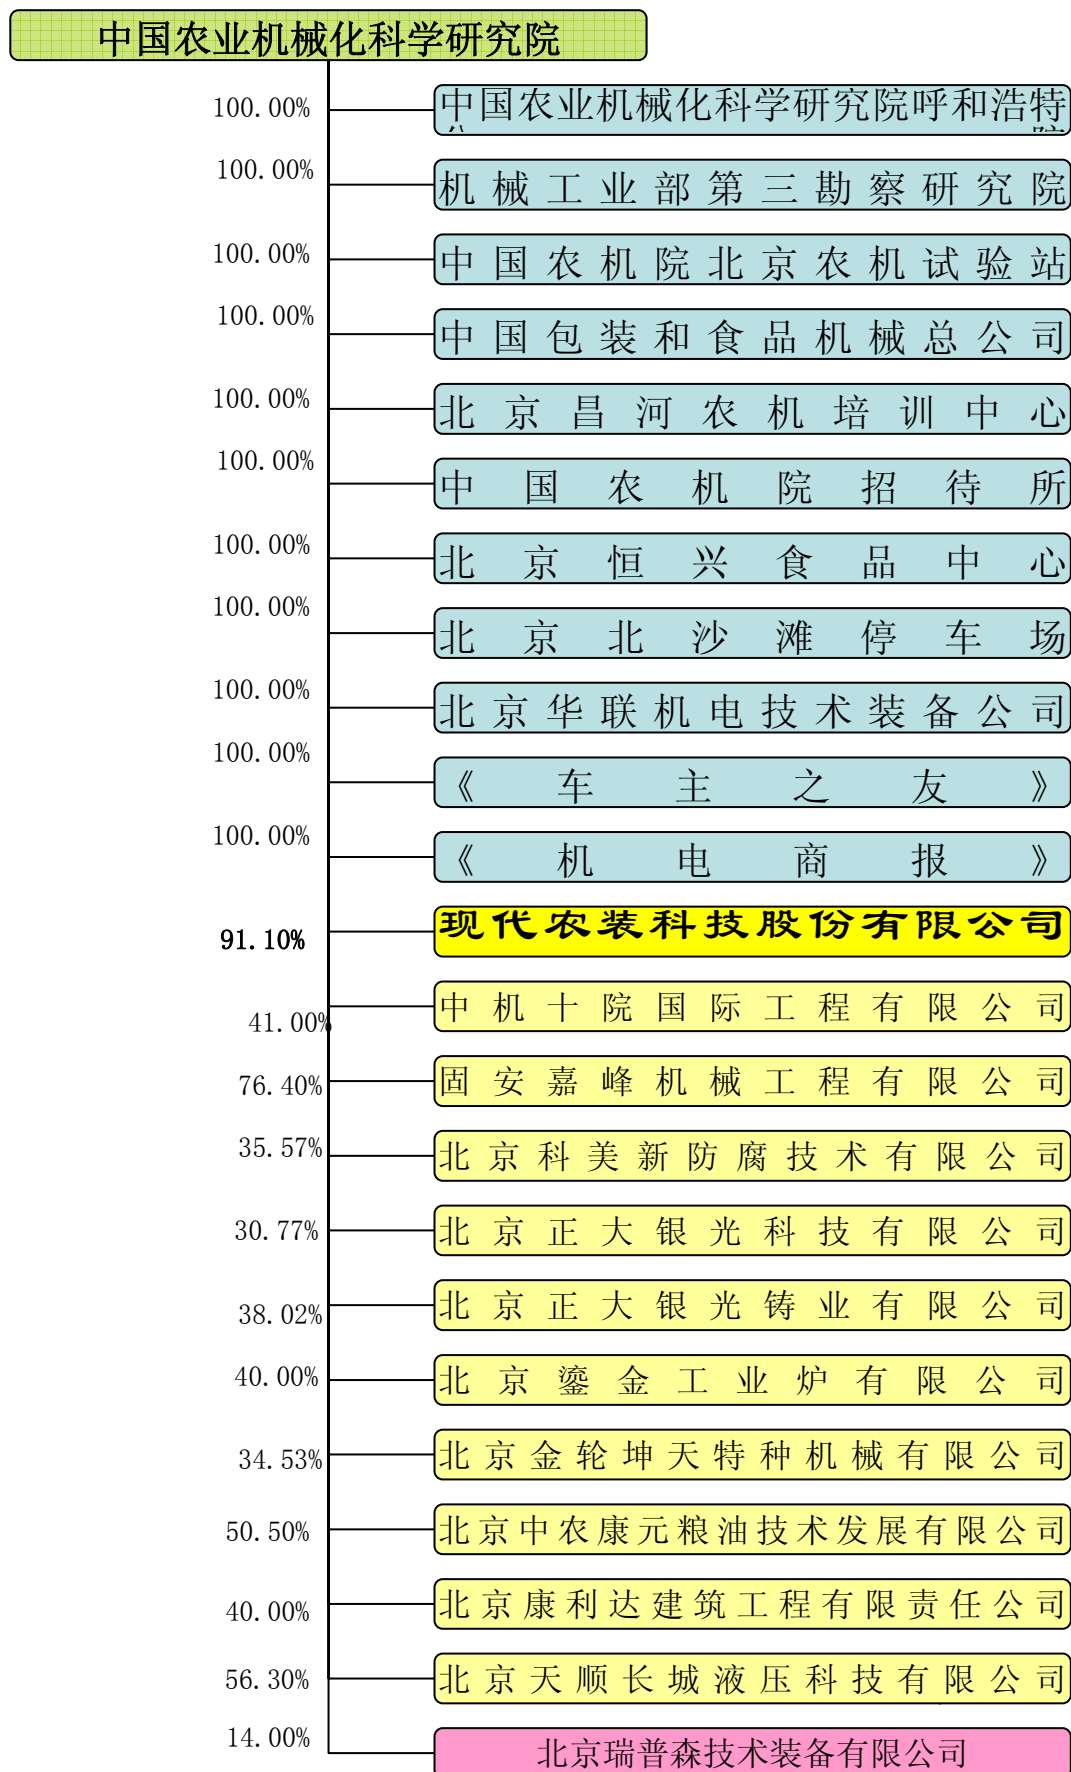 中国农业机械化科学研究院
100.00% 中国农业机械化科学研究院呼和浩特
100.00% 机械工业部第三勘察研究院
100.00% 中国农机院北京农机试验站
100.00% 中国包装和食品机械总公司
100.00% 北京昌河农机培训中心
100.00% 中国农机院招待所
100.00% 北京恒兴食品中心
100.00% 北京北沙滩停车场
100.00% 北京华联机电技术装备公司
100.00% 《车主之友》
100.00% 《机电商报》
91.10% 现代农装科技股份有限公司
41.00% 中机十院国际工程有限公司
76.40% 固安嘉峰机械工程有限公司
35.57% 北京科美新防腐技术有限公司
30.77% 北京正大银光科技有限公司
38.02% 北京正大银光铸业有限公司
40.00% 北京鎏金工业炉有限公司
34.53% 北京金轮坤天特种机械有限公司
50.50% 北京中农康元粮油技术发展有限公司
40.00% 北京康利达建筑工程有限责任公司
56.30% 北京天顺长城液压科技有限公司
14.00% 北京瑞普森技术装备有限公司